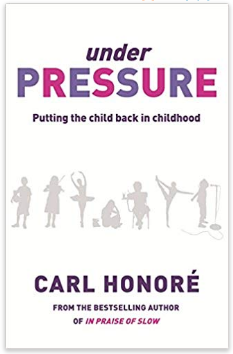 under
PRESSURE
Putting the child back in childhood
CARL HONORÉ
FROM THE BESTSELLING AUTHOR
OF IN PRAISE OF SLOW